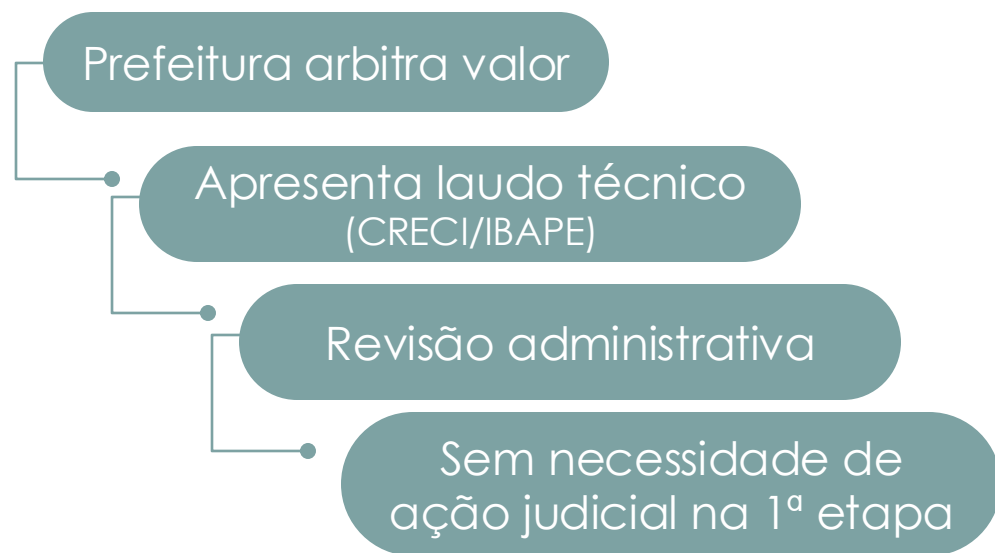 Prefeitura arbitra valor
Apresenta laudo técnico
(CRECI/IBAPE)
Revisão administrativa
Sem necessidade de
ação judicial na 1ª etapa